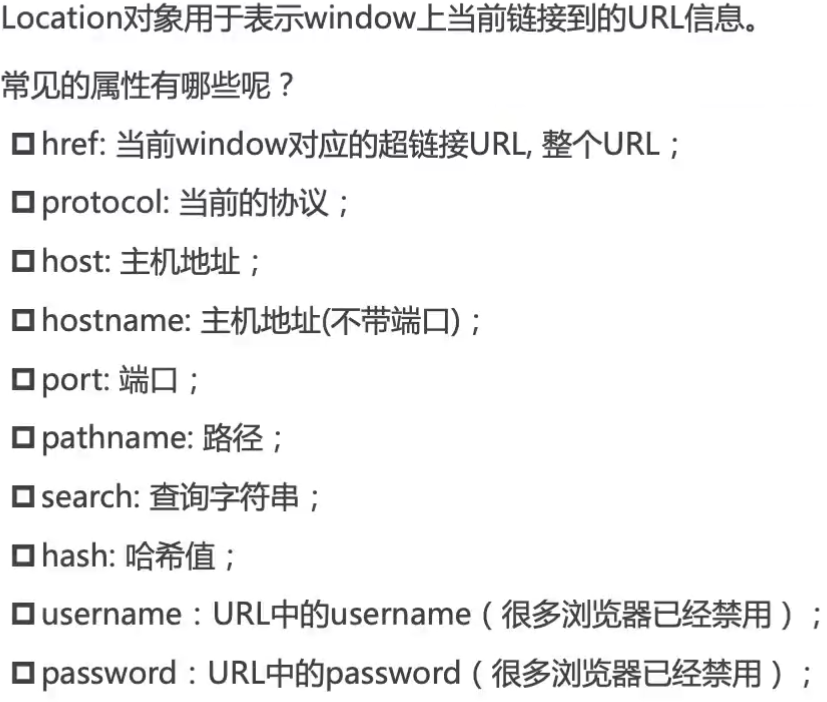 Location对象用于表示window上当前链接到的URL信息。
常见的属性有哪些呢？
href: 当前window对应的超链接URL, 整个URL；
protocol: 当前的协议；
host: 主机地址；
hostname: 主机地址(不带端口)；
port: 端口；
pathname: 路径；
search: 查询字符串；
hash: 哈希值；
username：URL中的username（很多浏览器已经禁用）；
password：URL中的password（很多浏览器已经禁用）；